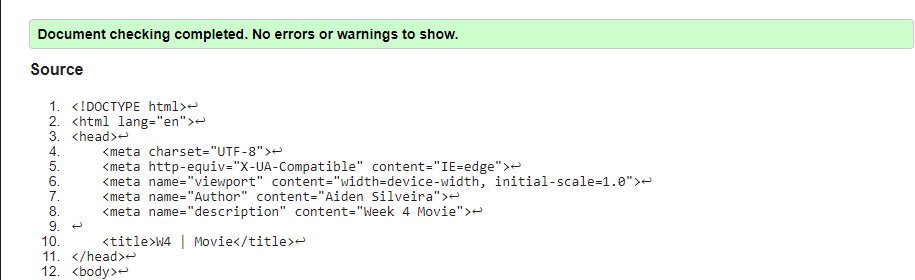 Document checking completed. No errors or warnings to show.
Source
1. <!DOCTYPE html>↩
2. <html lang="en">↩
3. <head>↩
4.     <meta charset="UTF-8">↩
5.     <meta http-equiv="X-UA-Compatible" content="IE=edge">↩
6.     <meta name="viewport" content="width=device-width, initial-scale=1.0">↩
7.     <meta name="Author" content="Aiden Silveira">↩
8.     <meta name="description" content="Week 4 Movie">↩
9. ↩
10.     <title>W4 | Movie</title>↩
11. </head>↩
12. <body>↩